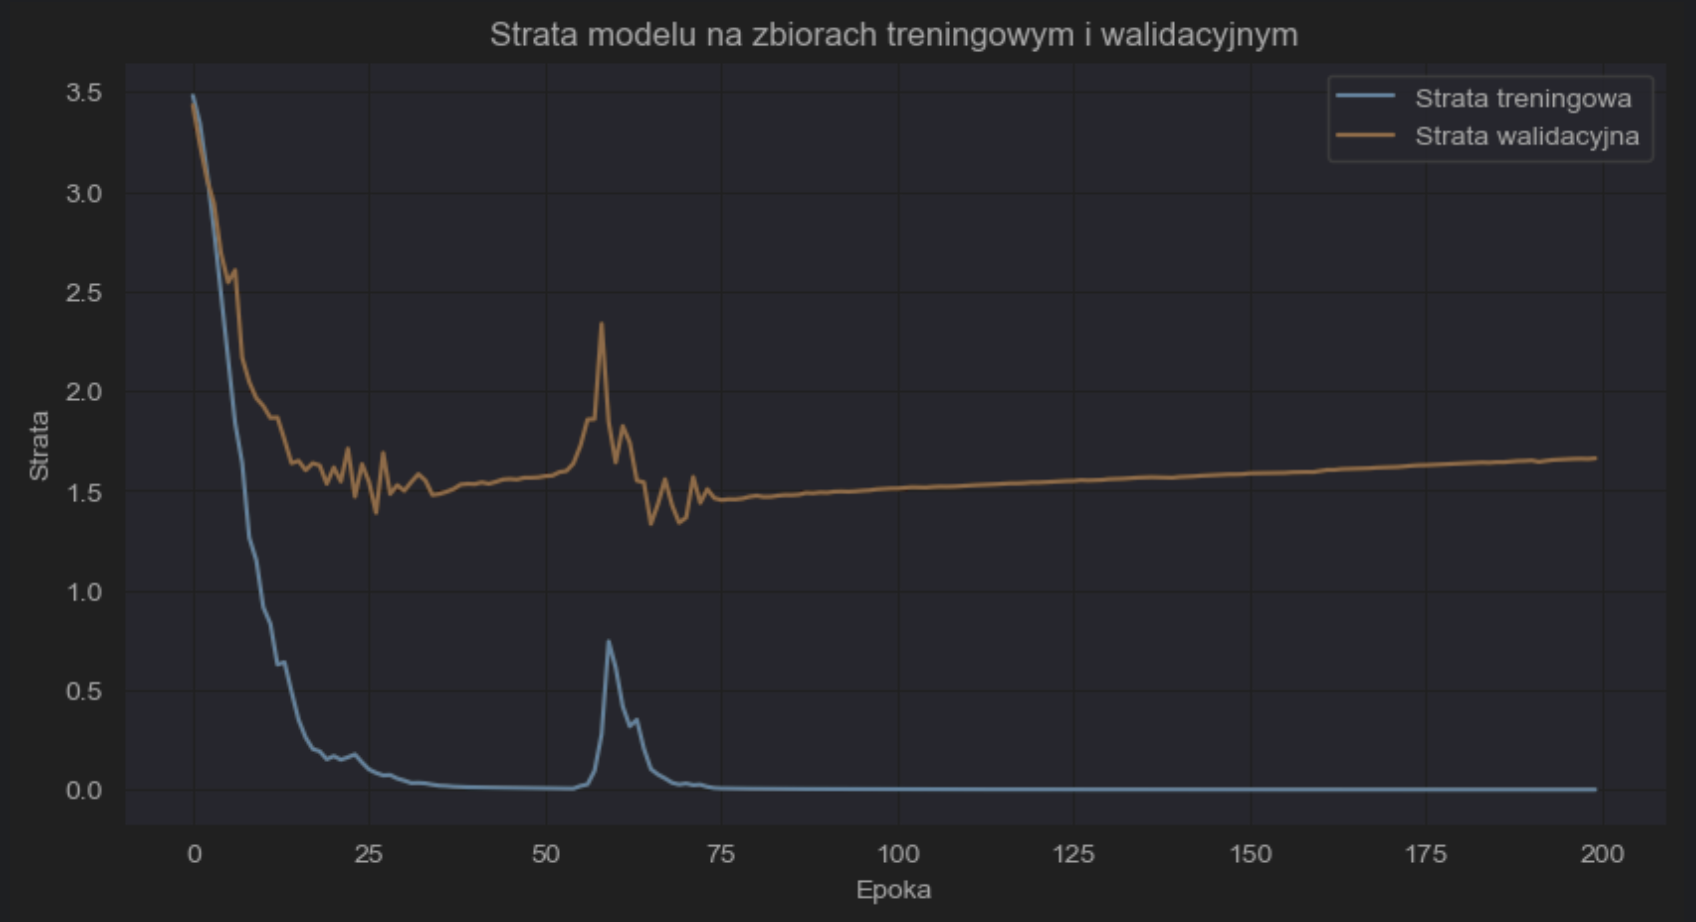 Strata modelu na zbiorach treningowym i walidacyjnym
Strata treningowa
Strata walidacyjna
3.5
3.0
2.5
2.0
1.5
1.0
0.5
0.0
Strata
0 25 50 75 100 125 150 175 200
Epoka